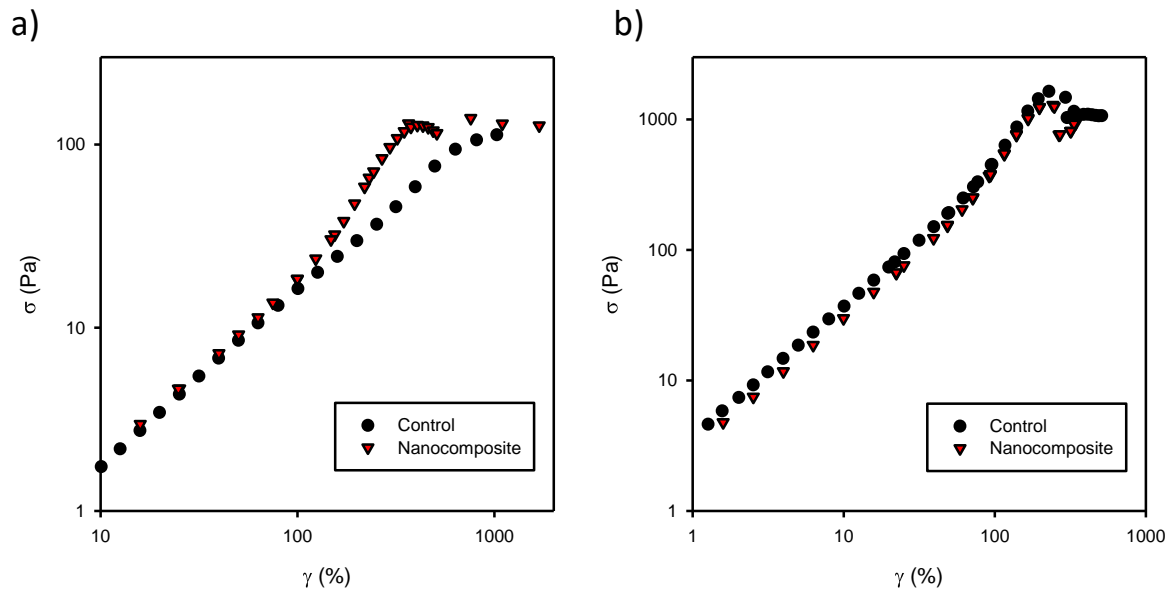 a)
100
10
1
σ (Pa)
Control
Nanocomposite
10 100 1000
γ (%)
b)
1000
100
10
1
σ (Pa)
Control
Nanocomposite
1 10 100 1000
γ (%)